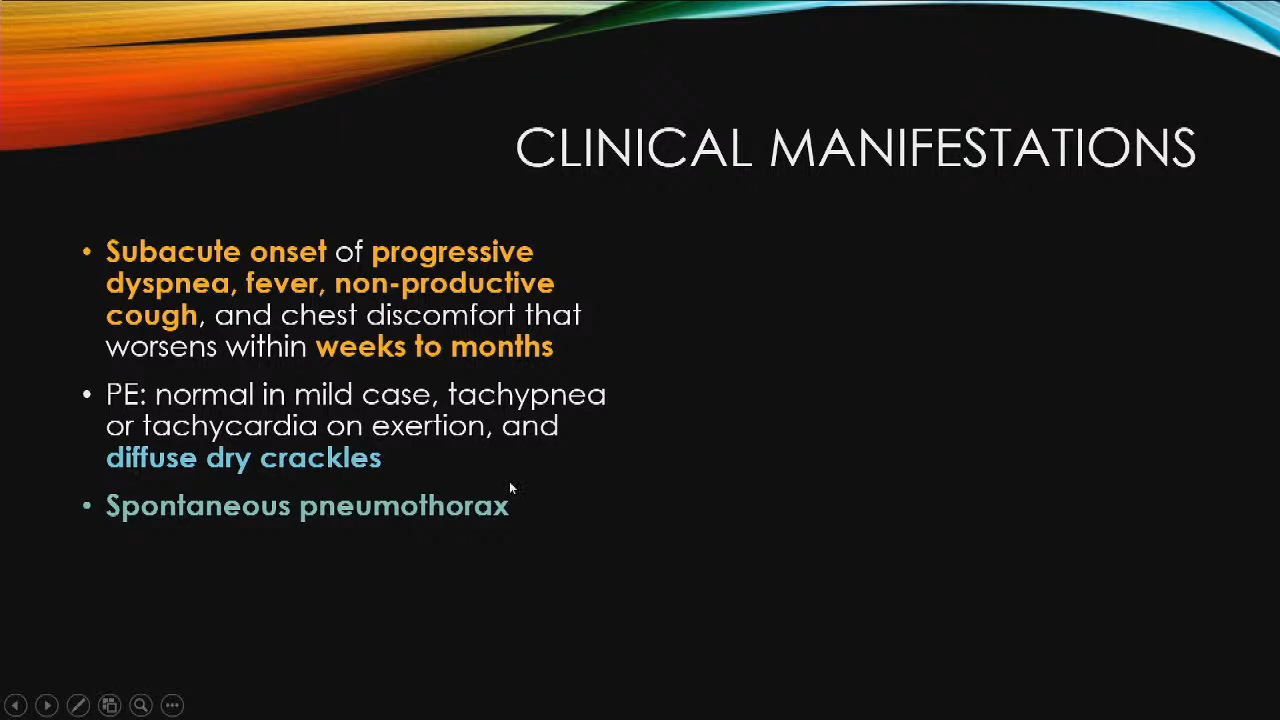 CLINICAL MANIFESTATIONS
• Subacute onset of progressive
dyspnea, fever, non-productive
cough, and chest discomfort that
worsens within weeks to months
• PE: normal in mild case, tachypnea
or tachycardia on exertion, and
diffuse dry crackles
• Spontaneous pneumothorax